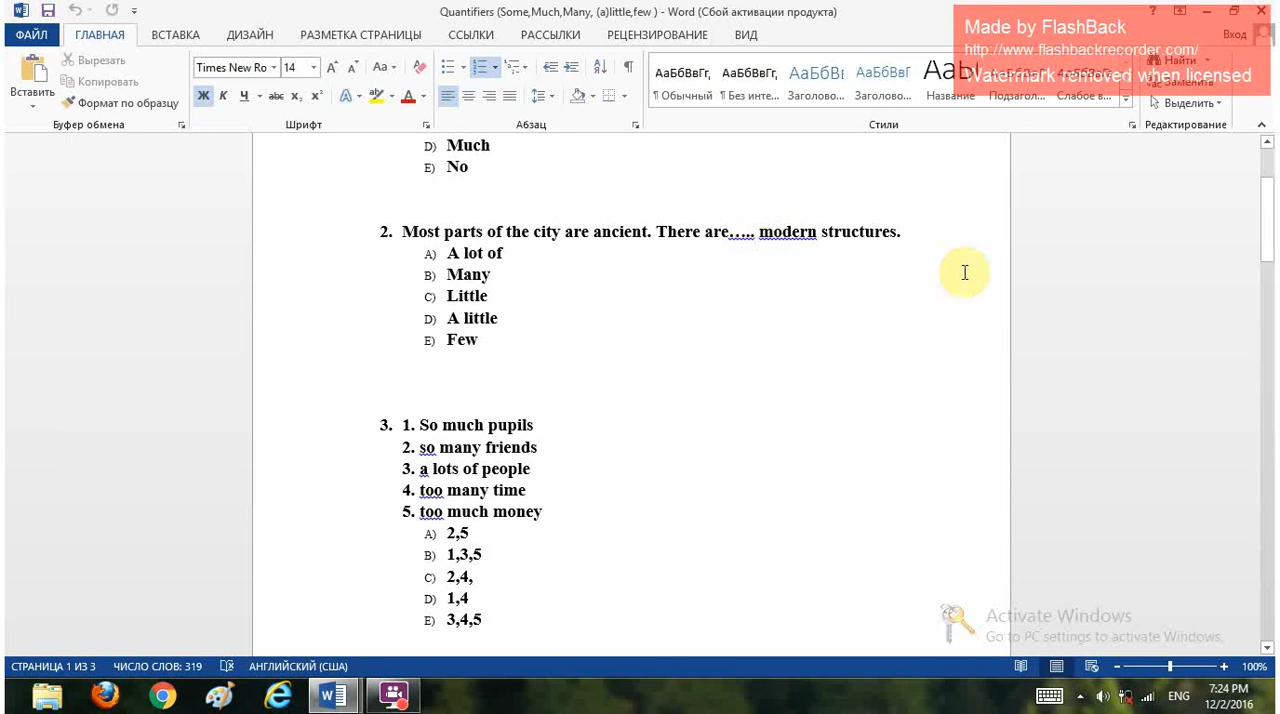 Quantifiers (Some,Much,Many, (a)little,few ) - Word (Сбой активации продукта)
Made by FlashBack
http://www.flashbackrecorder.com/
Watermark removed when licensed
ФАЙЛ ГЛАВНАЯ ВСТАВКА ДИЗАЙН РАЗМЕТКА СТРАНИЦЫ ССЫЛКИ РАССЫЛКИ РЕЦЕНЗИРОВАНИЕ ВИД Вход
Вставить
Вырезать
Копировать
Формат по образцу
Буфер обмена
Times New Ro 14
Шрифт
Абзац
АаБбВвГг, АаБбВвГг, АаБбВ АаБбВвГ
¶ Обычный ¶ Без инте... Заголово... Заголово... Название Подзагол... Слабое в...
Стили
Найти
Заменить
Выделить
Редактирование
D) Much
E) No
2. Most parts of the city are ancient. There are….. modern structures.
A) A lot of
B) Many
C) Little
D) A little
E) Few
3. 1. So much pupils
2. so many friends
3. a lots of people
4. too many time
5. too much money
A) 2,5
B) 1,3,5
C) 2,4,
D) 1,4
E) 3,4,5
Activate Windows
Go to PC settings to activate Windows.
СТРАНИЦА 1 ИЗ 3 ЧИСЛО СЛОВ: 319 АНГЛИЙСКИЙ (США) 100%
ENG 7:24 PM
12/2/2016